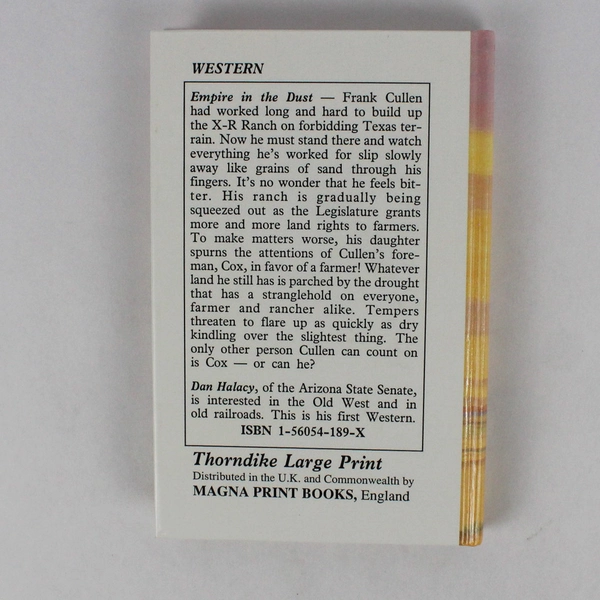 WESTERN
Empire in the Dust — Frank Cullen
had worked long and hard to build up
the X-R Ranch on forbidding Texas ter-
rain. Now he must stand there and watch
everything he's worked for slip slowly
away like grains of sand through his
fingers. It's no wonder that he feels bit-
ter. His ranch is gradually being
squeezed out as the Legislature grants
more and more land rights to farmers.
To make matters worse, his daughter
spurns the attentions of Cullen's fore-
man, Cox, in favor of a farmer! Whatever
land he still has is parched by the drought
that has a stranglehold on everyone,
farmer and rancher alike. Tempers
threaten to flare up as quickly as dry
kindling over the slightest thing. The
only other person Cullen can count on
is Cox — or can he?
Dan Halacy, of the Arizona State Senate,
is interested in the Old West and in
old railroads. This is his first Western.
ISBN 1-56054-189-X
Thorndike Large Print
Distributed in the U.K. and Commonwealth by
MAGNA PRINT BOOKS, England